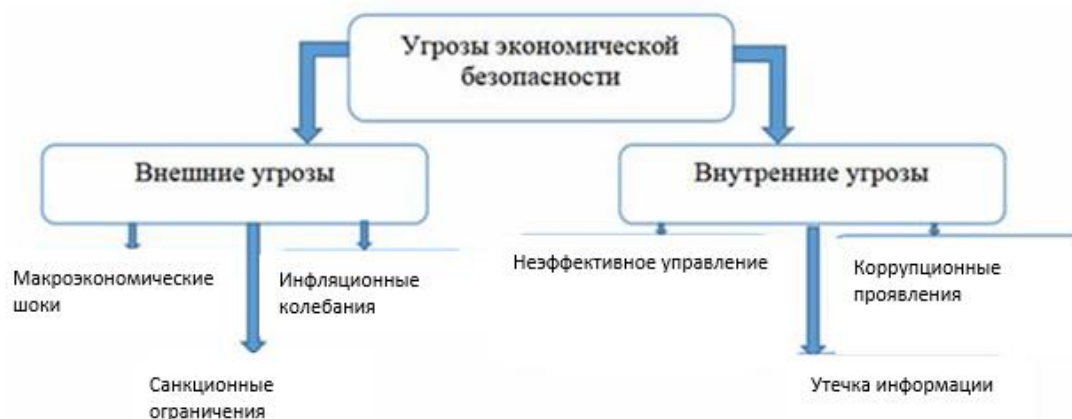 Угрозы экономической
безопасности
Внешние угрозы
Внутренние угрозы
Макроэкономические
шоки
Инфляционные
колебания
Неэффективное управление
Коррупционные
проявления
Санкционные
ограничения
Утечка информации